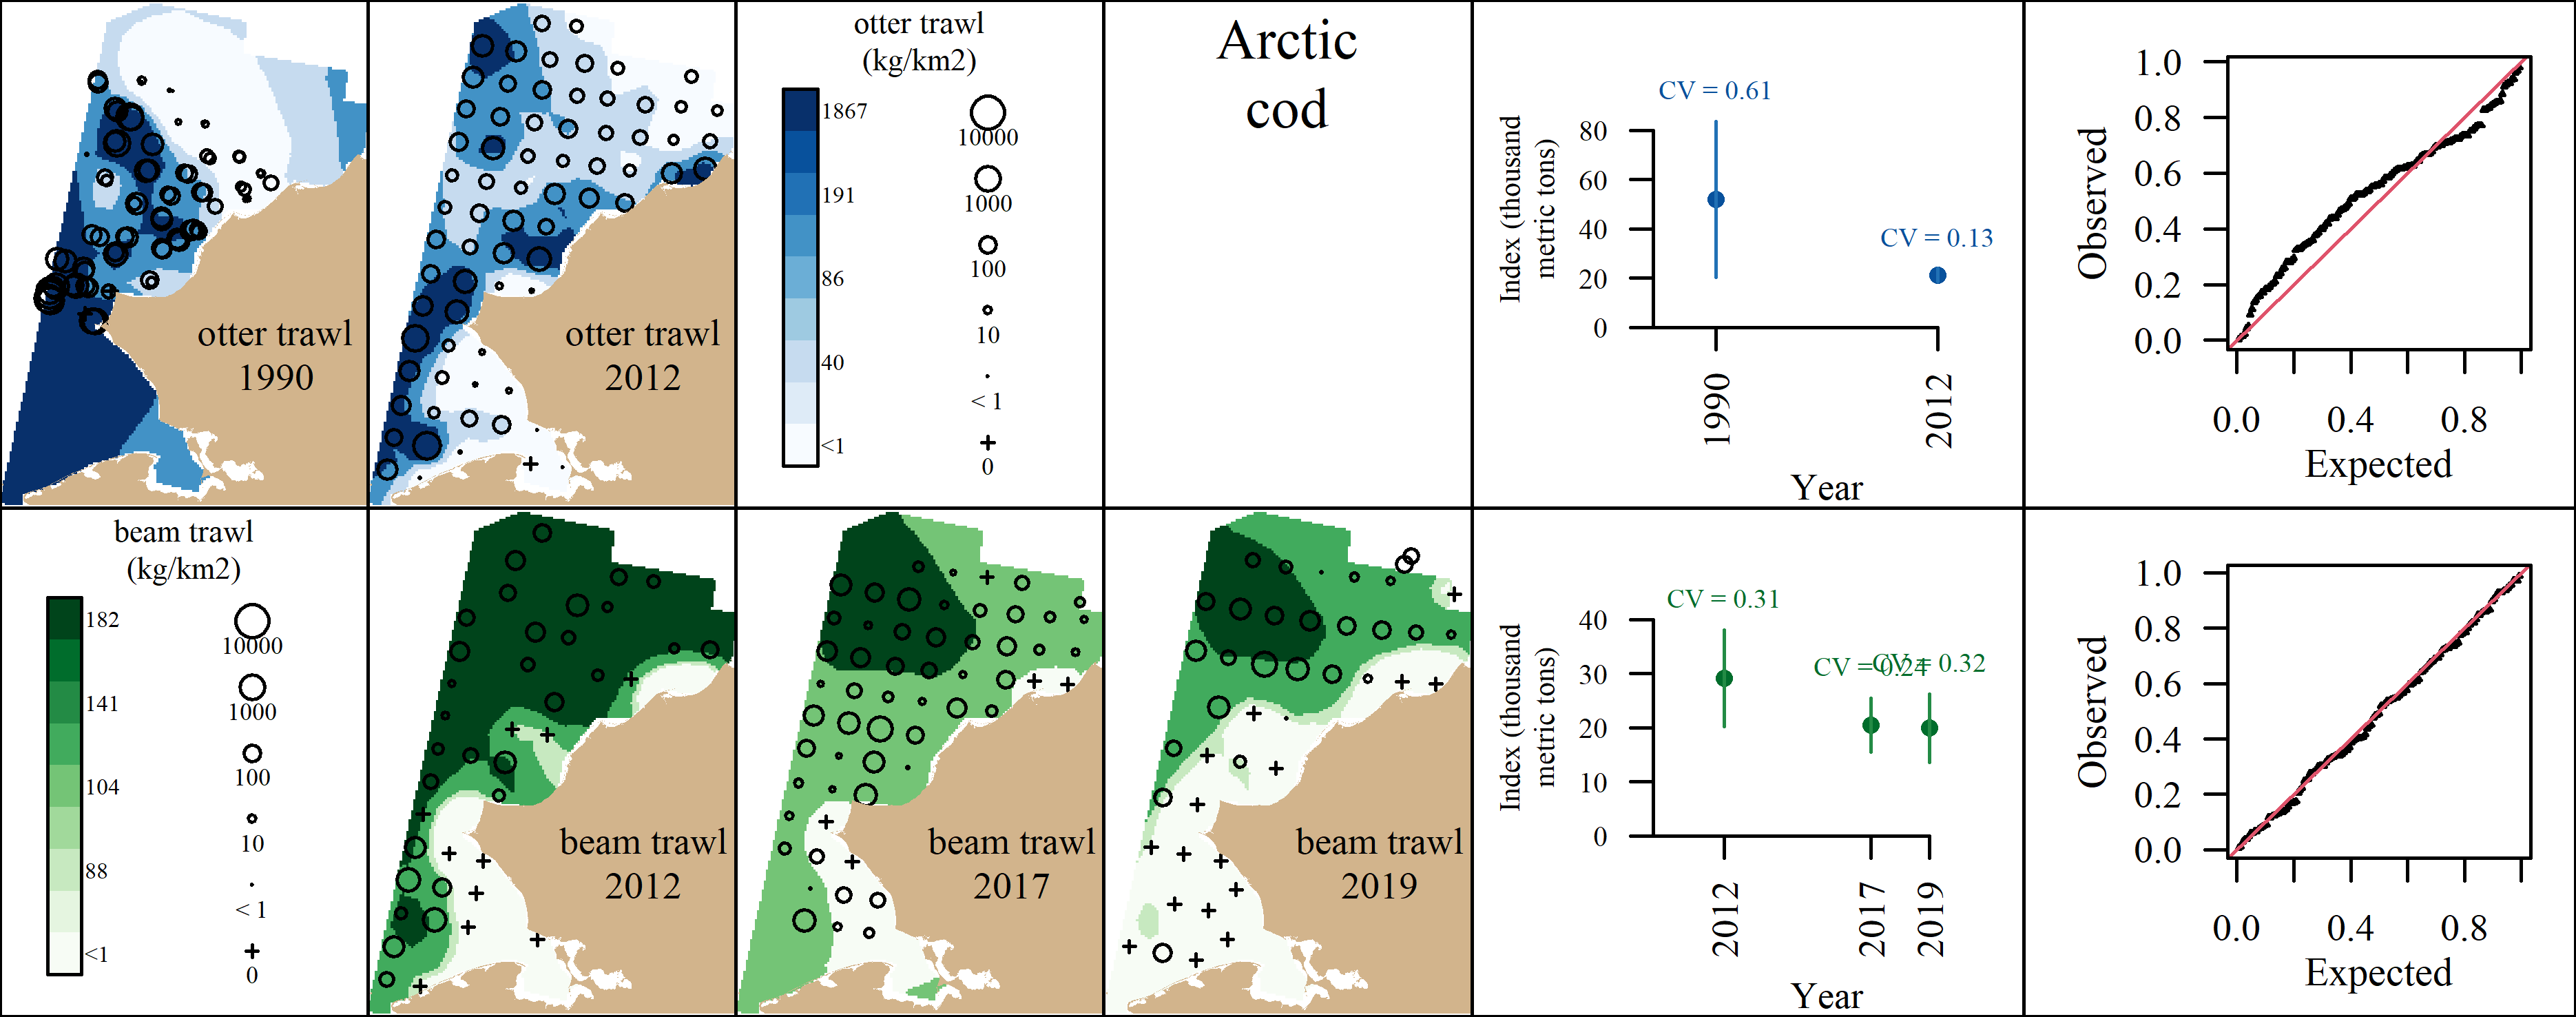 otter trawl
1990
otter trawl
2012
otter trawl
(kg/km2)
1867
191
86
40
<1
10000
1000
100
10
< 1
0
Arctic
cod
Index (thousand
metric tons)
80
60
40
20
0
CV = 0.61
CV = 0.13
1990
2012
Year
Observed
1.0
0.8
0.6
0.4
0.2
0.0
0.0 0.4 0.8
Expected
beam trawl
(kg/km2)
182
141
104
88
<1
10000
1000
100
10
< 1
0
beam trawl
2012
beam trawl
2017
beam trawl
2019
Index (thousand
metric tons)
40
30
20
10
0
CV = 0.31
CV = 0.24
CV = 0.32
2012
2017
2019
Year
Observed
1.0
0.8
0.6
0.4
0.2
0.0
0.0 0.4 0.8
Expected